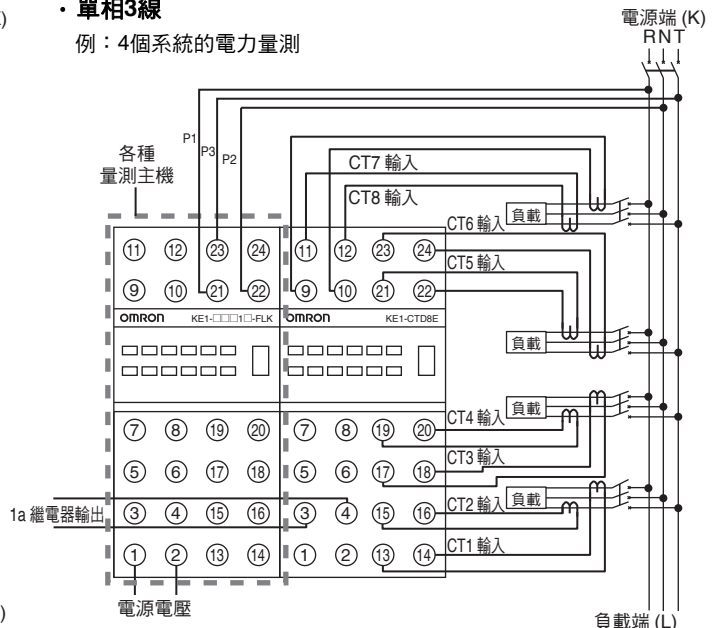 ・單相3線
例：4個系統的電力量測
電源端 (K)
R N T
P1
P3
P2
各種
量測主機
CT7 輸入
CT8 輸入
負載
CT6 輸入
CT5 輸入
⑪ ⑫ ㉓ ㉔ ⑪ ⑫ ㉓ ㉔
⑨ ⑩ ㉑ ㉒ ⑨ ⑩ ㉑ ㉒
OMRON KE1-□□□1□-FLK OMRON KE1-CTD8E
負載
⑦ ⑧ ⑲ ⑳ ⑦ ⑧ ⑲ ⑳
CT4 輸入
負載
⑤ ⑥ ⑰ ⑱ ⑤ ⑥ ⑰ ⑱
CT3 輸入
1a 繼電器輸出
③ ④ ⑮ ⑯ ③ ④ ⑮ ⑯
CT2 輸入
負載
① ② ⑬ ⑭ ① ② ⑬ ⑭
CT1 輸入
電源電壓
負載端 (L)
)
)